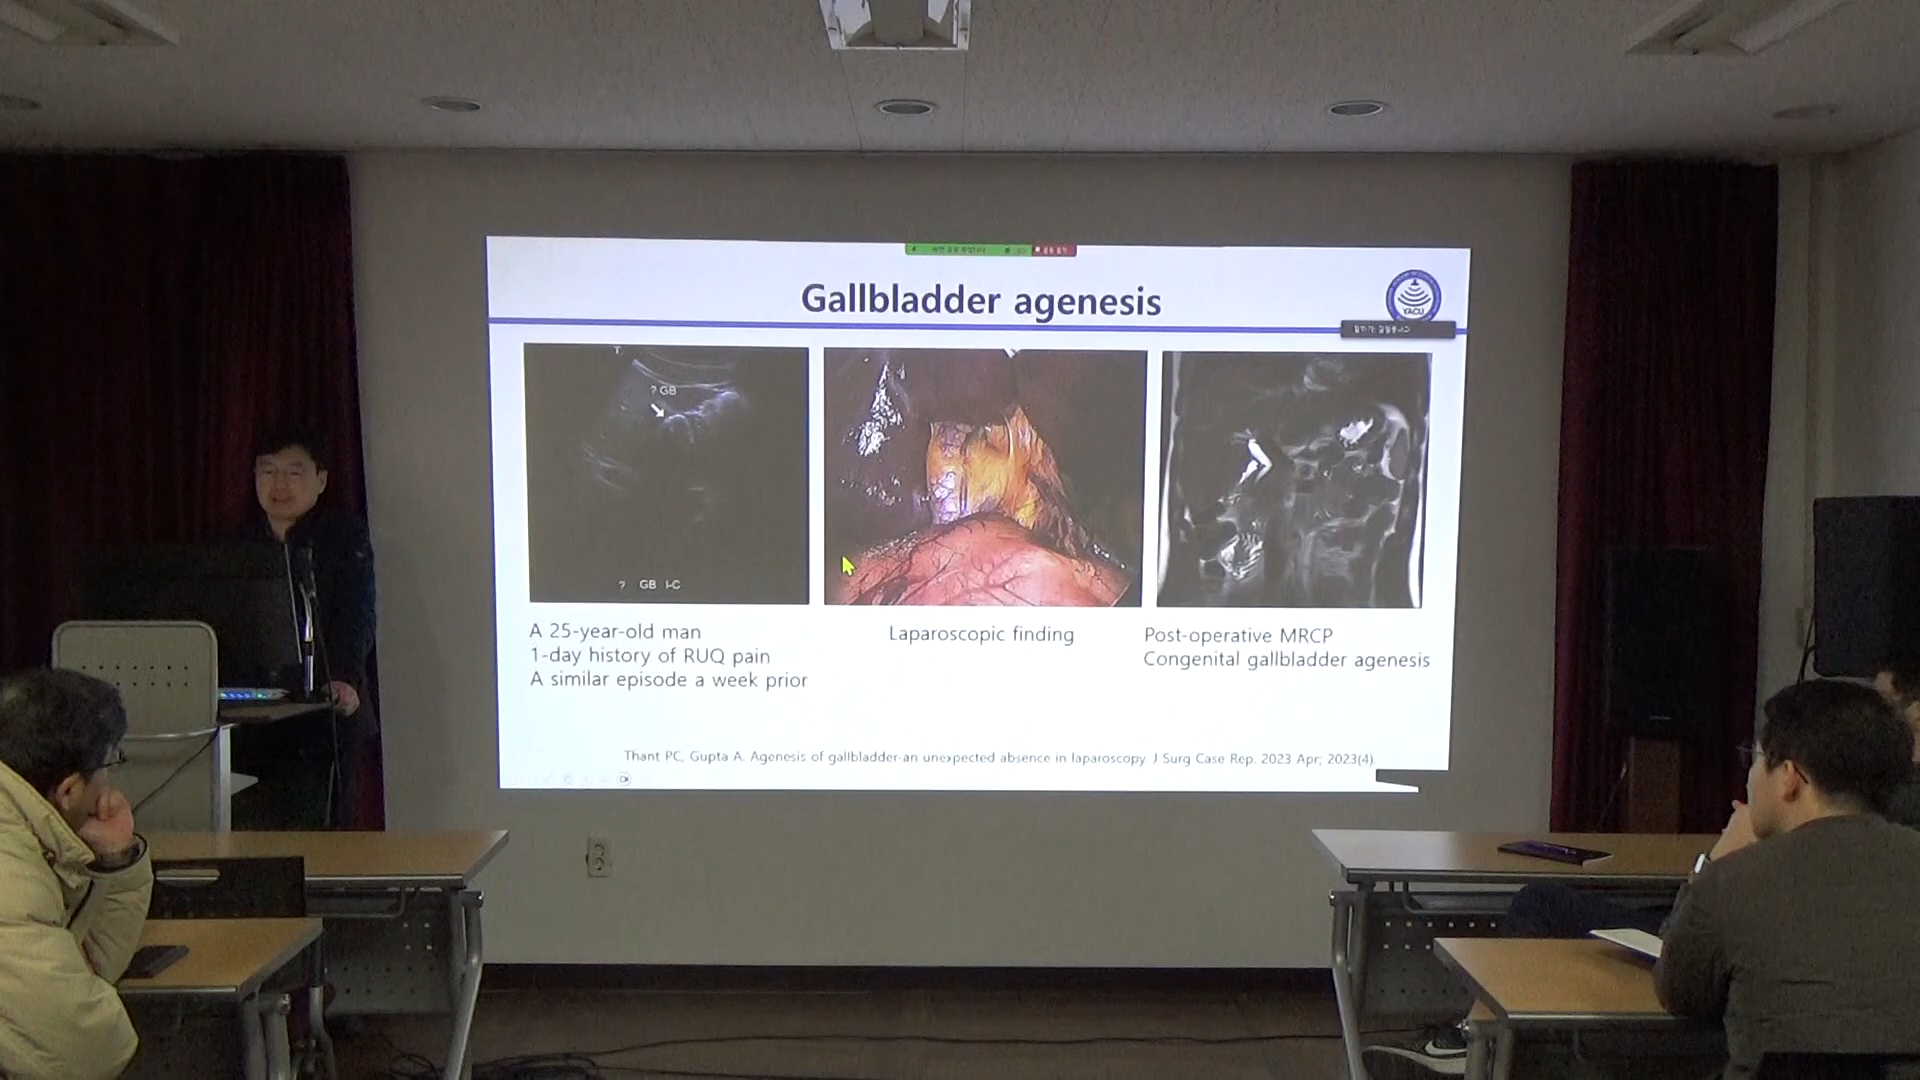 Gallbladder agenesis
YACU
? GB
? GB I-C
A 25-year-old man
1-day history of RUQ pain
A similar episode a week prior
Laparoscopic finding
Post-operative MRCP
Congenital gallbladder agenesis
Thant PC, Gupta A. Agenesis of gallbladder-an unexpected absence in laparoscopy. J Surg Case Rep. 2023 Apr; 2023(4).